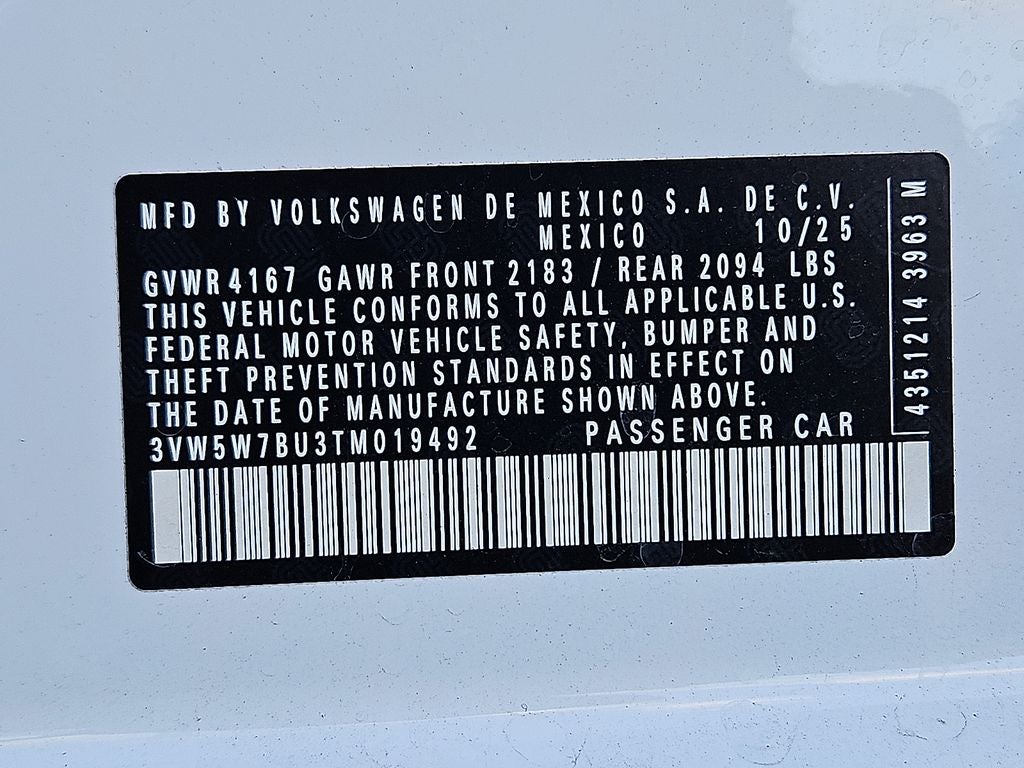 MFD BY VOLKSWAGEN DE MEXICO S.A. DE C.V.
MEXICO 10/25
GVWR 4167 GAWR FRONT 2183 / REAR 2094 LBS
THIS VEHICLE CONFORMS TO ALL APPLICABLE U.S.
FEDERAL MOTOR VEHICLE SAFETY, BUMPER AND
THEFT PREVENTION STANDARDS IN EFFECT ON
THE DATE OF MANUFACTURE SHOWN ABOVE.
3VW5W7BU3TM019492 PASSENGER CAR
4351214 3963 M